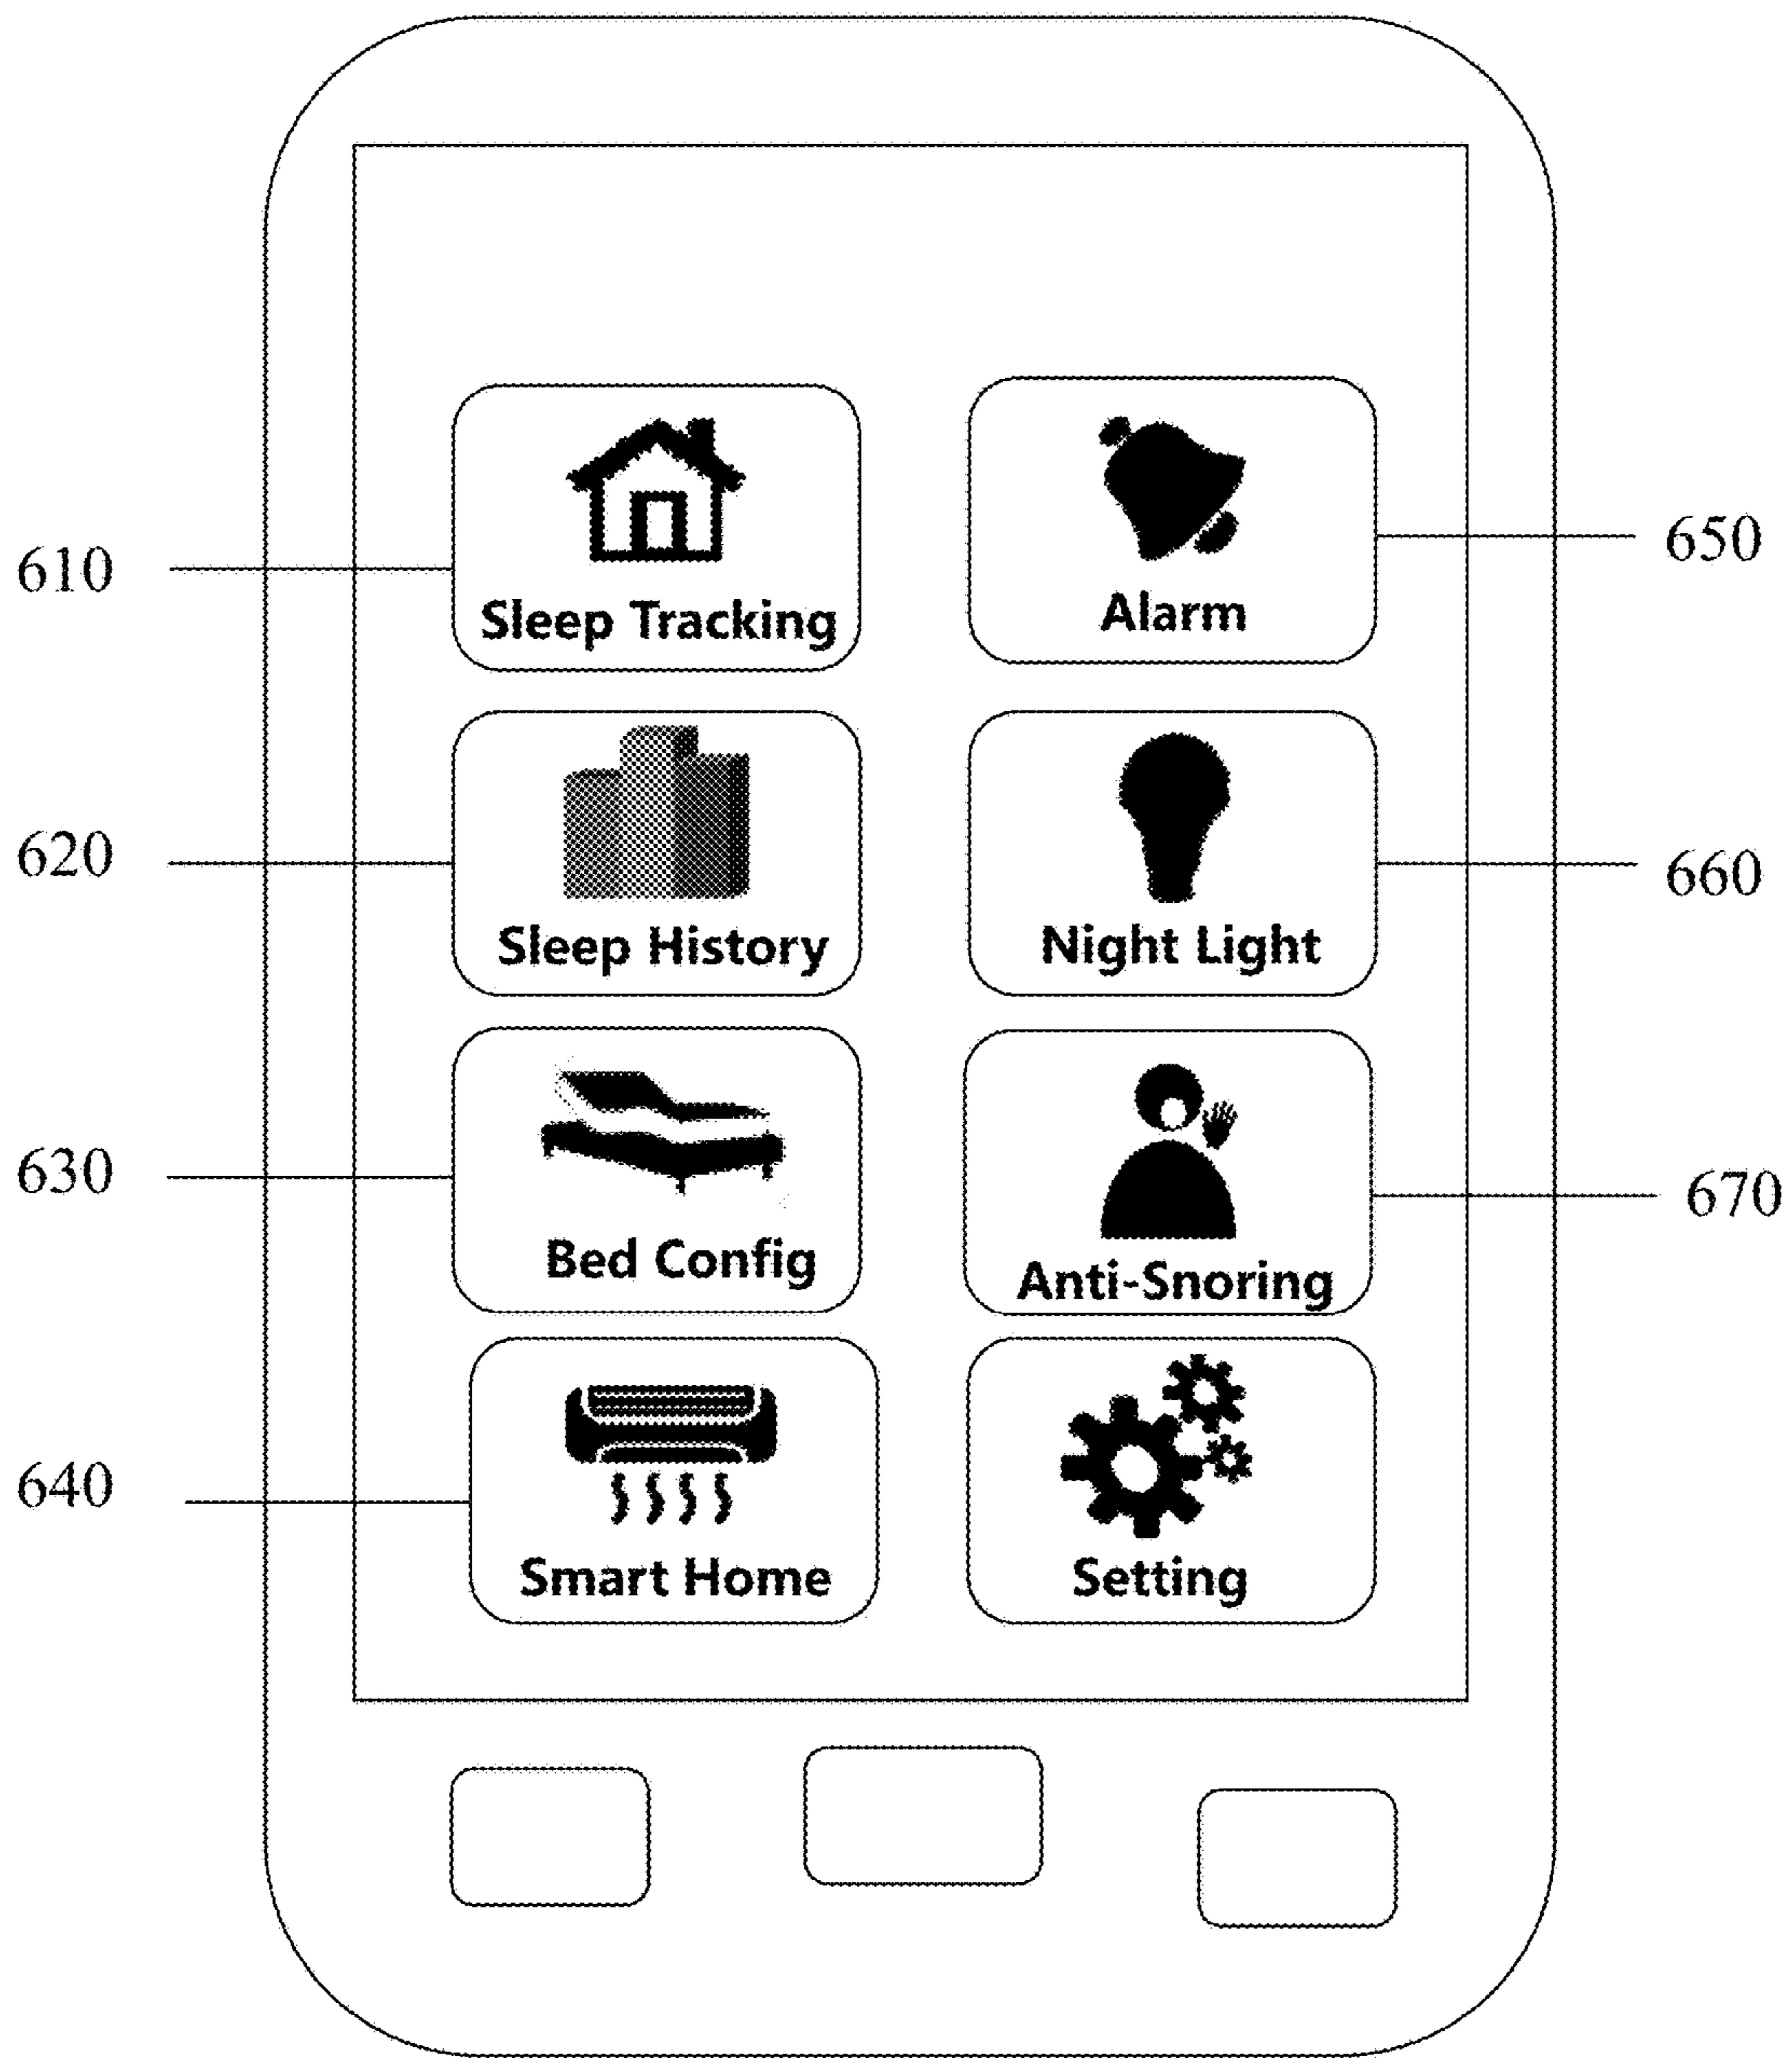 610
Sleep Tracking
Alarm
650
620
Sleep History
Night Light
660
630
Bed Config
Anti-Snoring
670
640
Smart Home
Setting